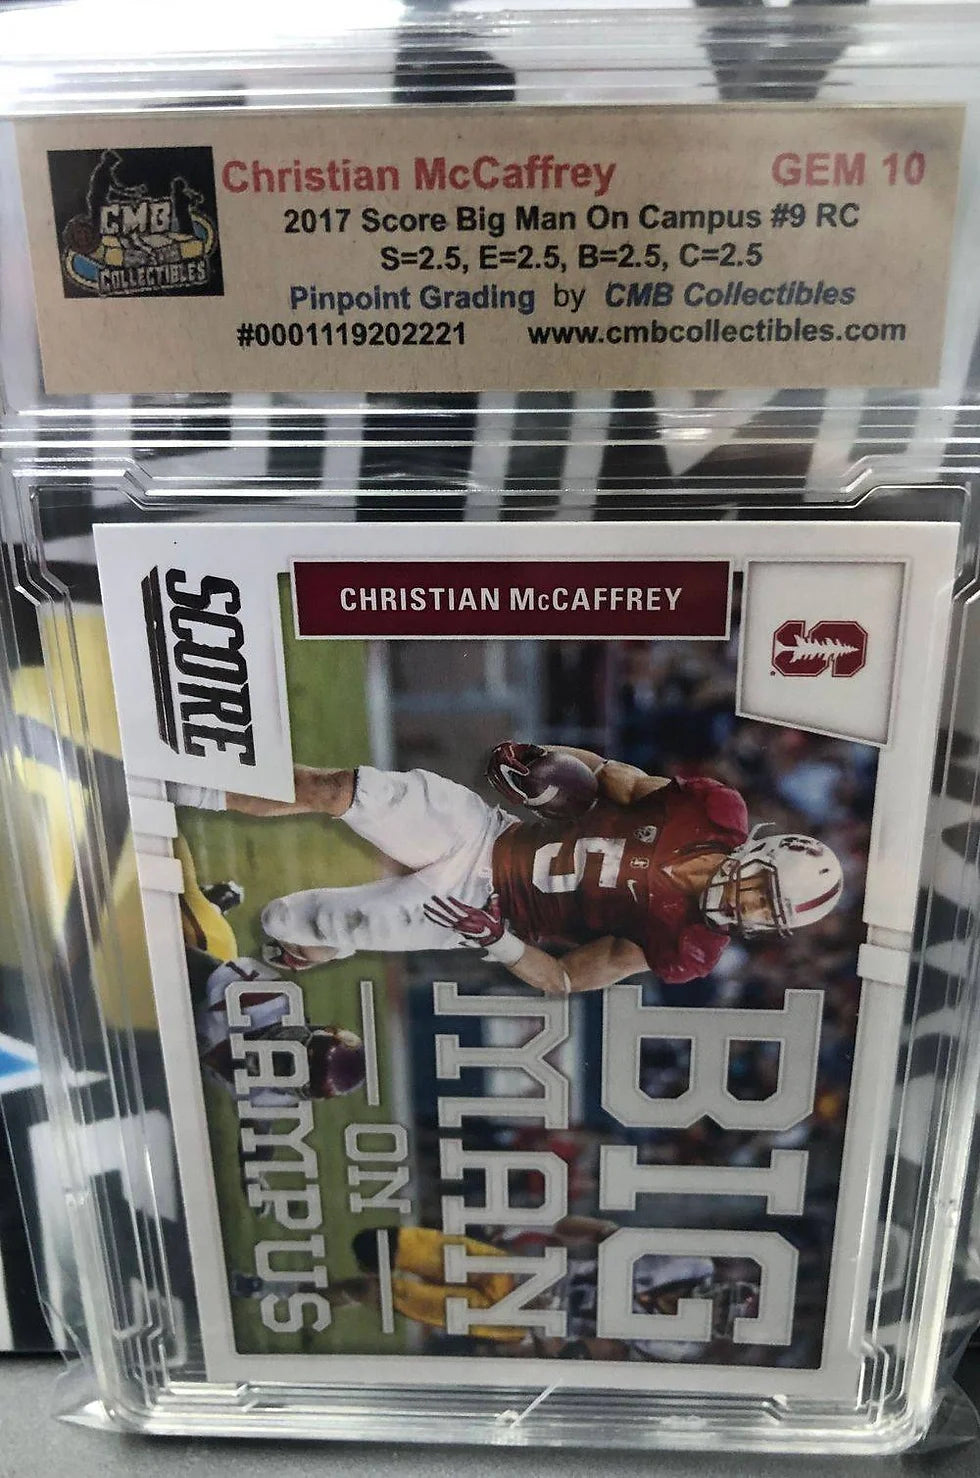 CMB
COLLECTIBLES
Christian McCaffrey GEM 10
2017 Score Big Man On Campus #9 RC
S=2.5, E=2.5, B=2.5, C=2.5
Pinpoint Grading by CMB Collectibles
#0001119202221 www.cmbcollectibles.com
SCORE
CHRISTIAN McCAFFREY
S
5
BIG
MAN
ON
CAMPUS